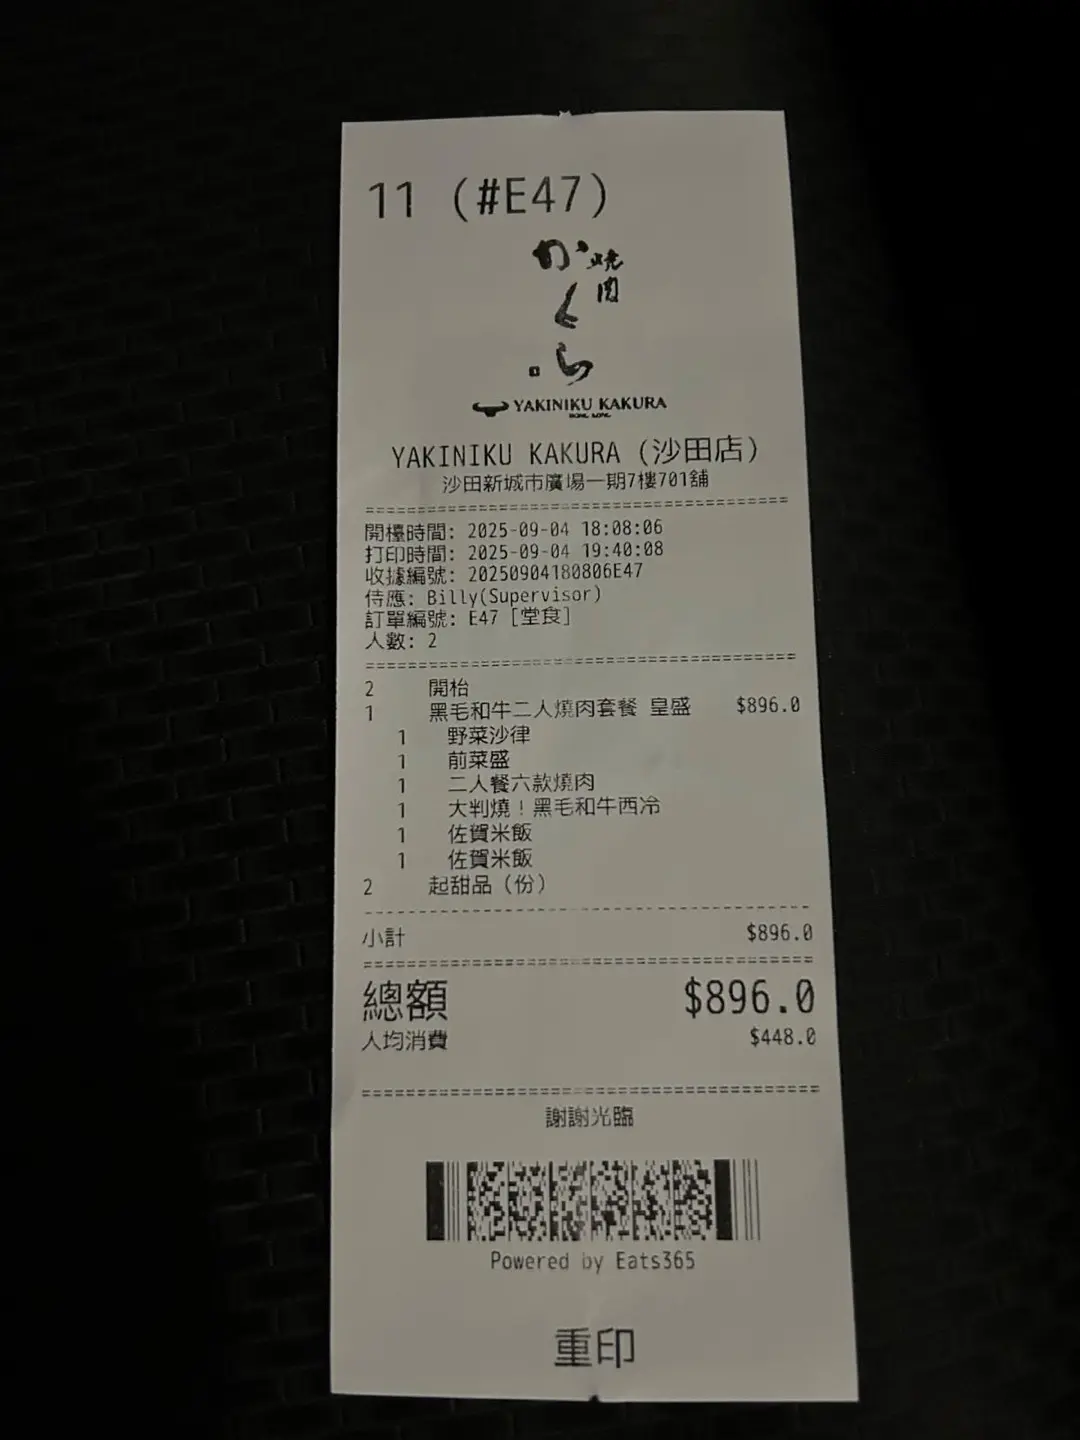 11 (#E47)
焼肉
かくら
YAKINIKU KAKURA
HONG KONG
YAKINIKU KAKURA (沙田店)
沙田新城市廣場一期7樓701舖
開檯時間: 2025-09-04 18:08:06
打印時間: 2025-09-04 19:40:08
收據編號: 20250904180806E47
侍應: Billy(Supervisor)
訂單編號: E47 [堂食]
人數: 2
2 開枱
1 黑毛和牛二人燒肉套餐 皇盛 $896.0
1 野菜沙律
1 前菜盛
1 二人餐六款燒肉
1 大判燒！黑毛和牛西冷
1 佐賀米飯
1 佐賀米飯
2 起甜品（份）
小計 $896.0
總額 $896.0
人均消費 $448.0
謝謝光臨
Powered by Eats365
重印